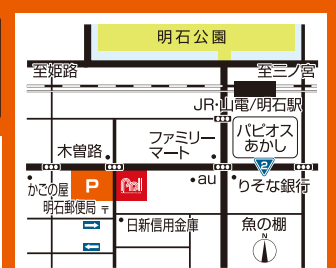 明石公園
至姫路
至三ノ宮
JR・山電/明石駅
ファミリー
マート
パピオス
あかし
木曽路
2
かごの屋
P
au
りそな銀行
明石郵便局 〒
日新信用金庫
魚の棚
N